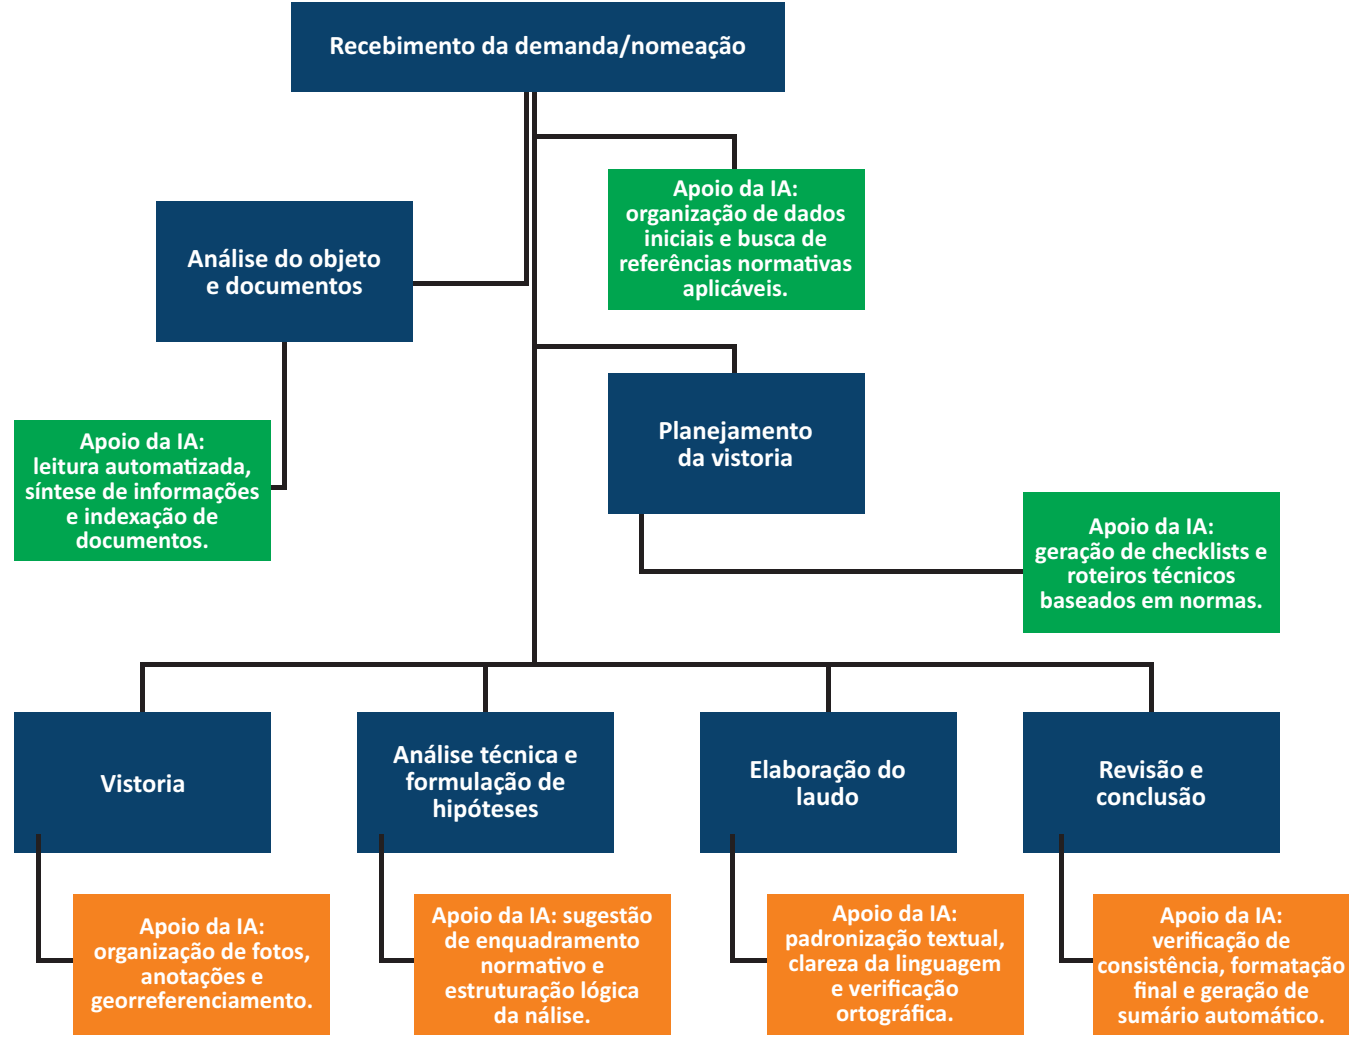 Recebimento da demanda/nomeação
Apoio da IA:
organização de dados
iniciais e busca de
referências normativas
aplicáveis.
Análise do objeto
e documentos
Apoio da IA:
leitura automatizada,
síntese de informações
e indexação de
documentos.
Planejamento
da vistoria
Apoio da IA:
geração de checklists e
roteiros técnicos
baseados em normas.
Vistoria
Análise técnica e
formulação de
hipóteses
Elaboração do
laudo
Revisão e
conclusão
Apoio da IA:
organização de fotos,
anotações e
georreferenciamento.
Apoio da IA: sugestão
de enquadramento
normativo e
estruturação lógica
da nálise.
Apoio da IA:
padronização textual,
clareza da linguagem
e verificação
ortográfica.
Apoio da IA:
verificação de
consistência, formatação
final e geração de
sumário automático.